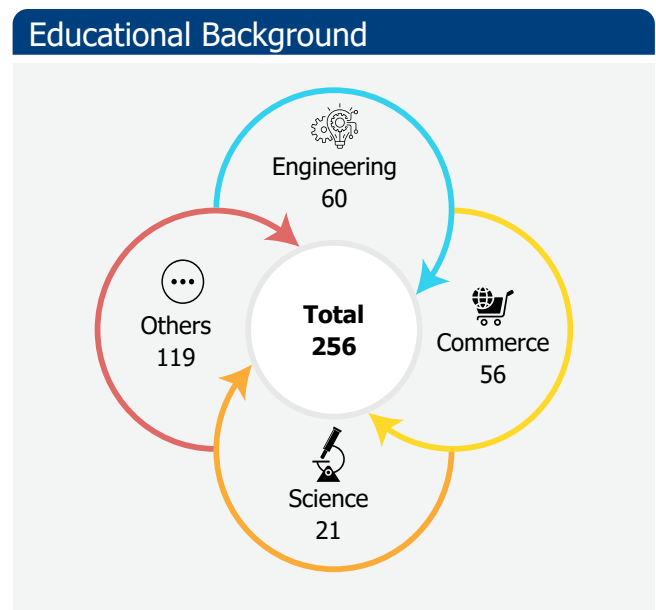 Educational Background
Engineering
60
Others
119
Total
256
Commerce
56
Science
21